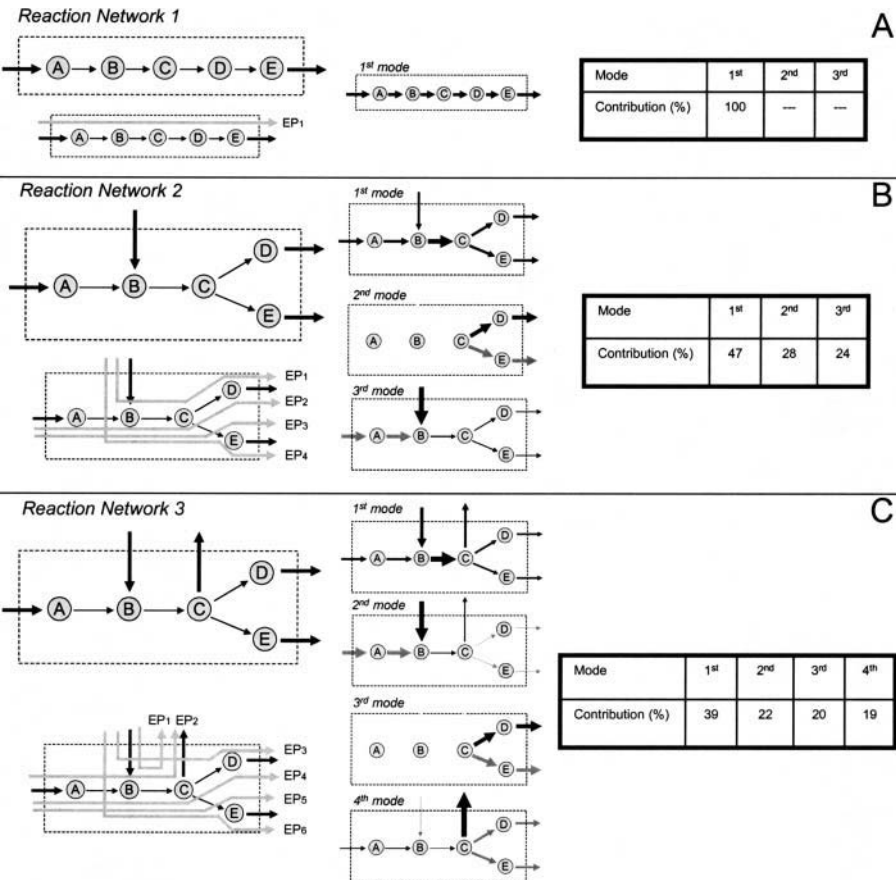 Reaction Network 1
A
A B C D E
1st mode
A B C D E
EP1
A B C D E
Mode 1st 2nd 3rd
Contribution (%) 100 --- ---
Reaction Network 2
B
A B C D E
1st mode
A B C D E
2nd mode
A B C D E
3rd mode
A B C D E
EP1
EP2
EP3
EP4
A B C D E
Mode 1st 2nd 3rd
Contribution (%) 47 28 24
Reaction Network 3
C
A B C D E
1st mode
A B C D E
2nd mode
A B C D E
3rd mode
A B C D E
4th mode
A B C D E
EP1 EP2
EP3
EP4
EP5
EP6
A B C D E
Mode 1st 2nd 3rd 4th
Contribution (%) 39 22 20 19